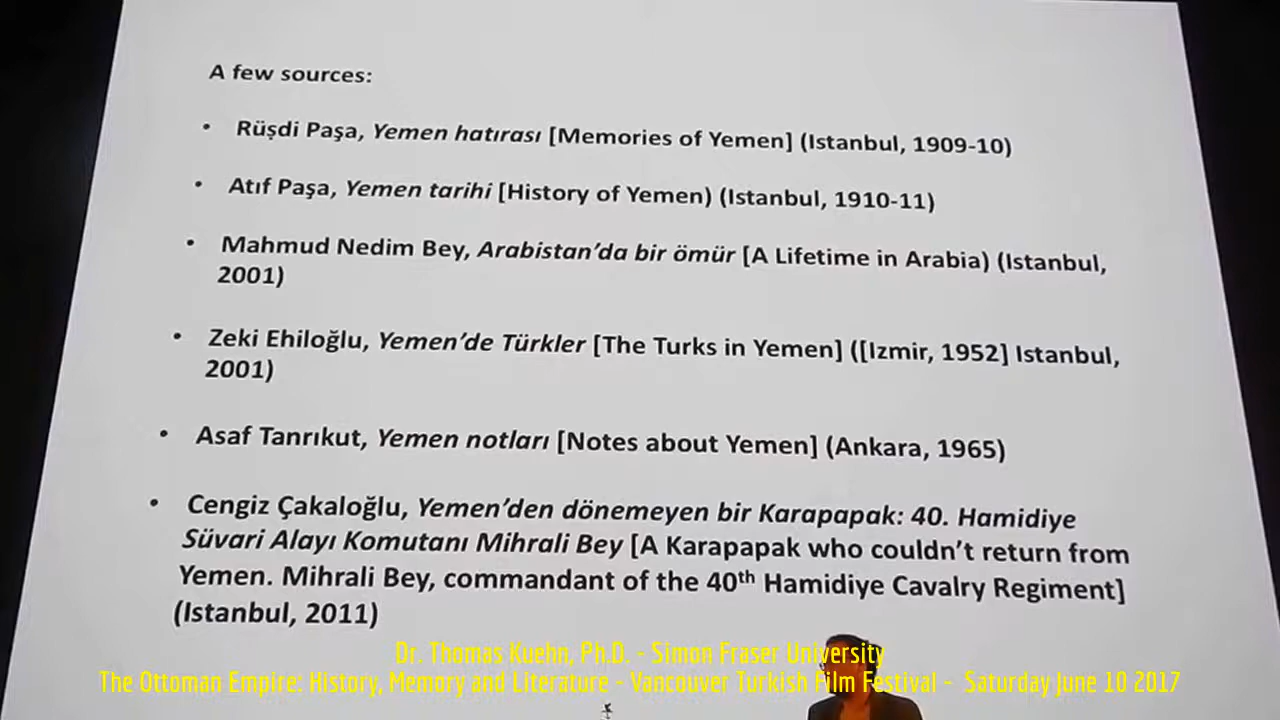 A few sources:
• Rüşdi Paşa, Yemen hatırası [Memories of Yemen] (Istanbul, 1909-10)
• Atıf Paşa, Yemen tarihi [History of Yemen) (Istanbul, 1910-11)
• Mahmud Nedim Bey, Arabistan’da bir ömür [A Lifetime in Arabia) (Istanbul,
2001)
• Zeki Ehiloğlu, Yemen’de Türkler [The Turks in Yemen] ([Izmir, 1952] Istanbul,
2001)
• Asaf Tanrıkut, Yemen notları [Notes about Yemen] (Ankara, 1965)
• Cengiz Çakaloğlu, Yemen’den dönemeyen bir Karapapak: 40. Hamidiye
Süvari Alayı Komutanı Mihrali Bey [A Karapapak who couldn’t return from
Yemen. Mihrali Bey, commandant of the 40th Hamidiye Cavalry Regiment]
(Istanbul, 2011)
Dr. Thomas Kuehn, Ph.D. - Simon Fraser University
The Ottoman Empire: History, Memory and Literature - Vancouver Turkish Film Festival - Saturday June 10 2017